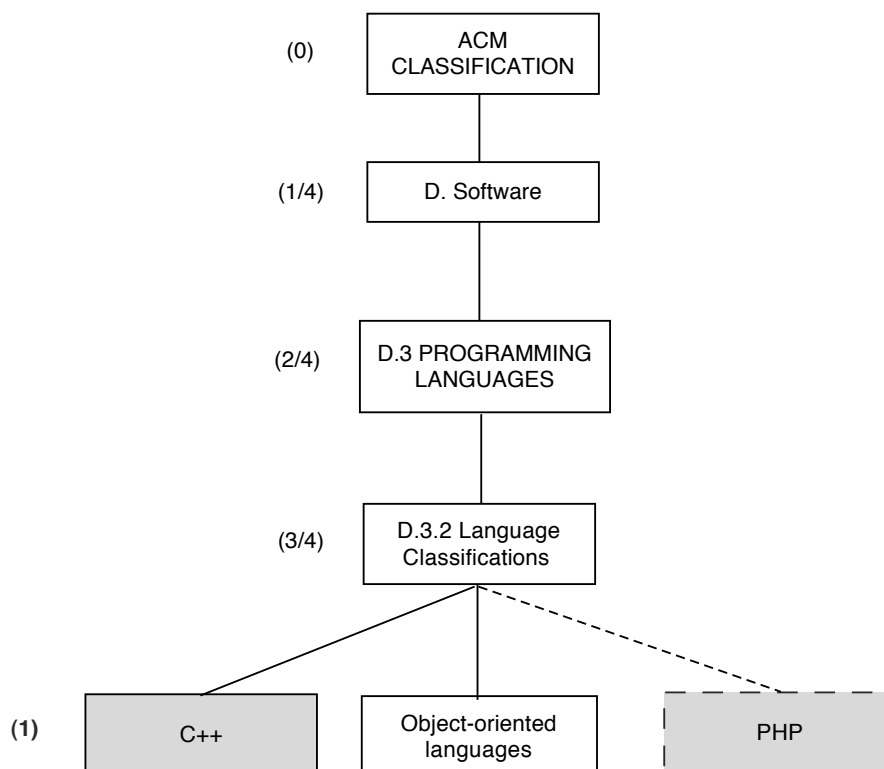 (0)
ACM
CLASSIFICATION
(1/4)
D. Software
(2/4)
D.3 PROGRAMMING
LANGUAGES
(3/4)
D.3.2 Language
Classifications
(1)
C++
Object-oriented
languages
PHP